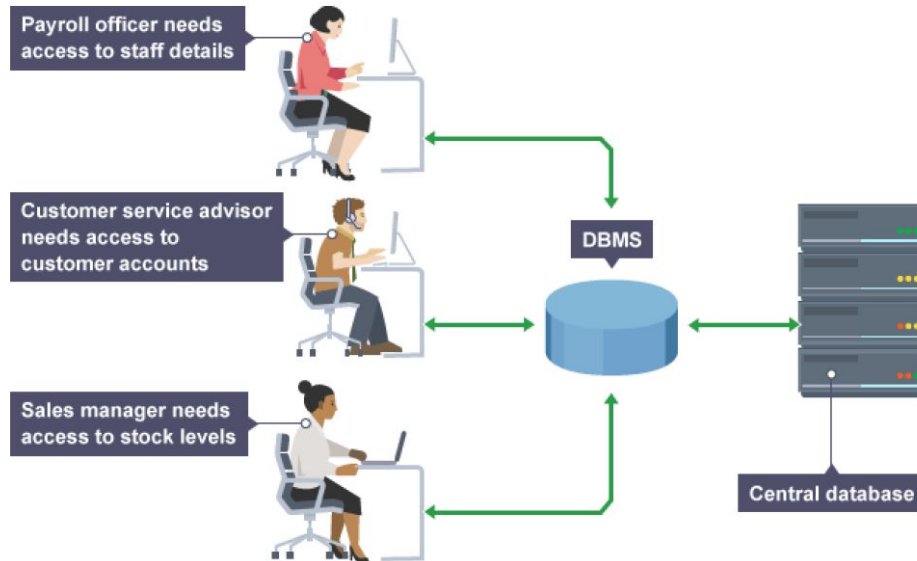 Payroll officer needs
access to staff details
Customer service advisor
needs access to
customer accounts
DBMS
Sales manager needs
access to stock levels
Central database